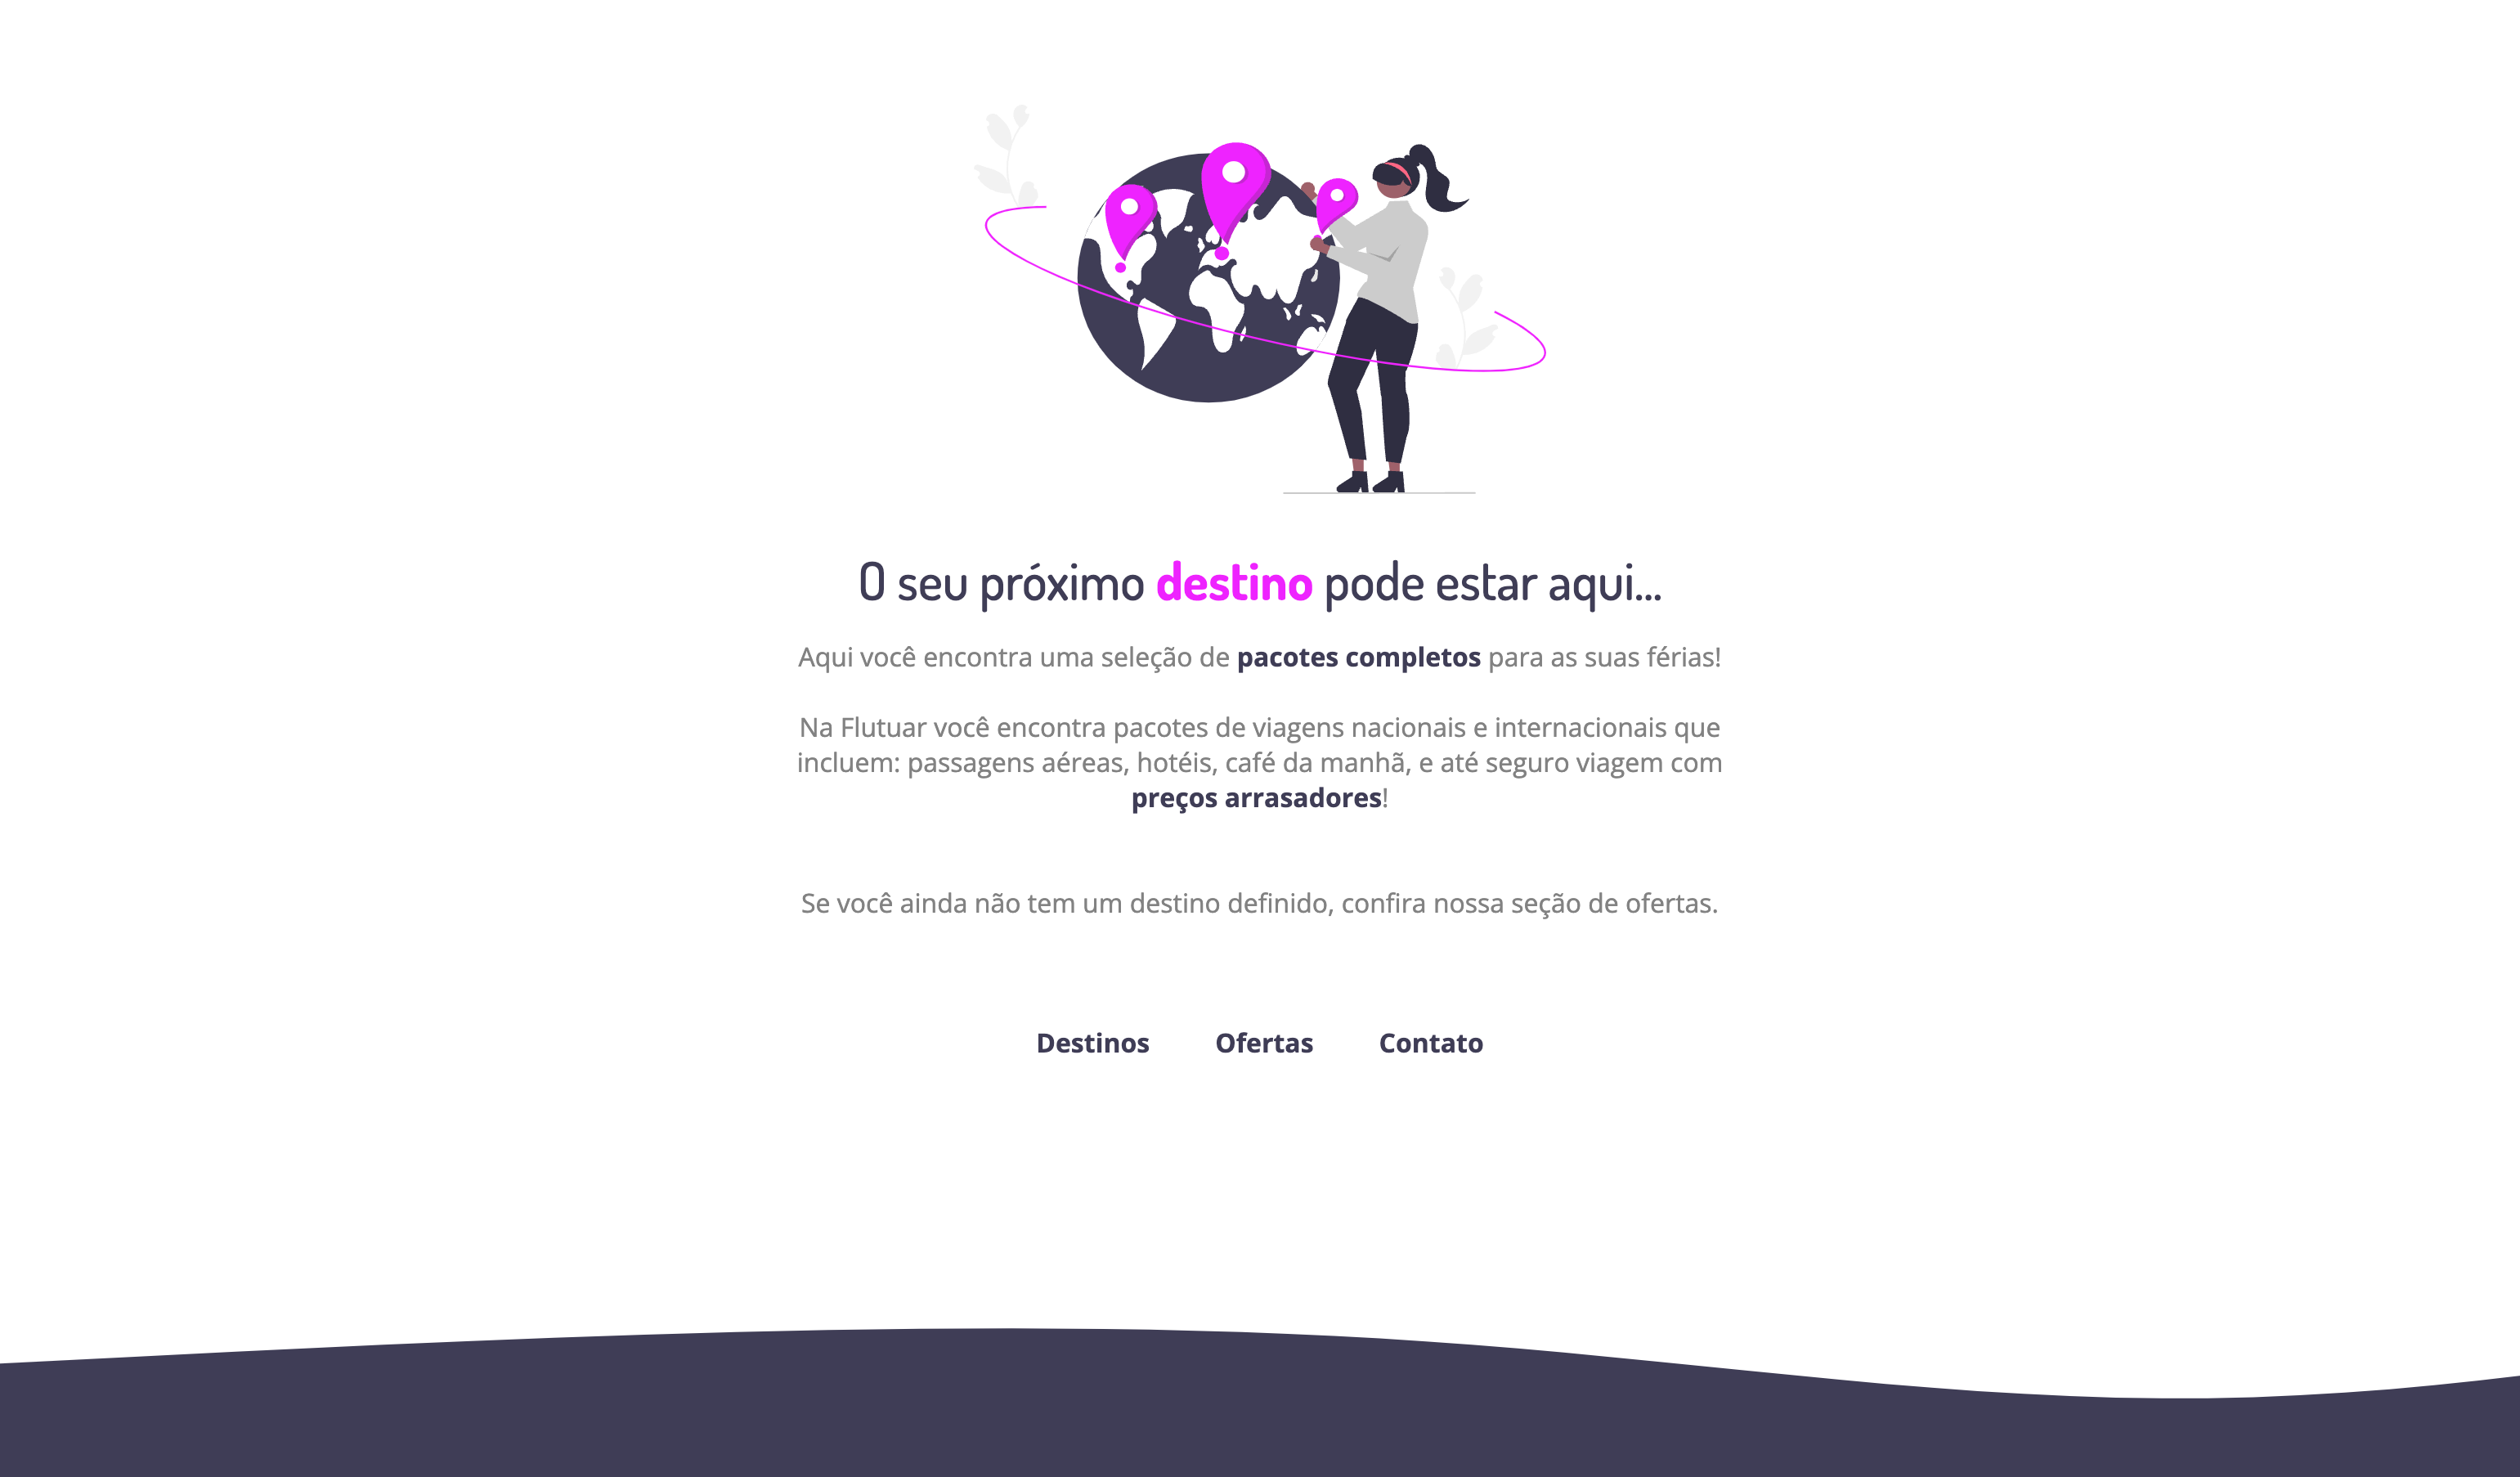 O seu próximo destino pode estar aqui...
Aqui você encontra uma seleção de pacotes completos para as suas férias!
Na Flutuar você encontra pacotes de viagens nacionais e internacionais que
incluem: passagens aéreas, hotéis, café da manhã, e até seguro viagem com
preços arrasadores!
Se você ainda não tem um destino definido, confira nossa seção de ofertas.
Destinos Ofertas Contato